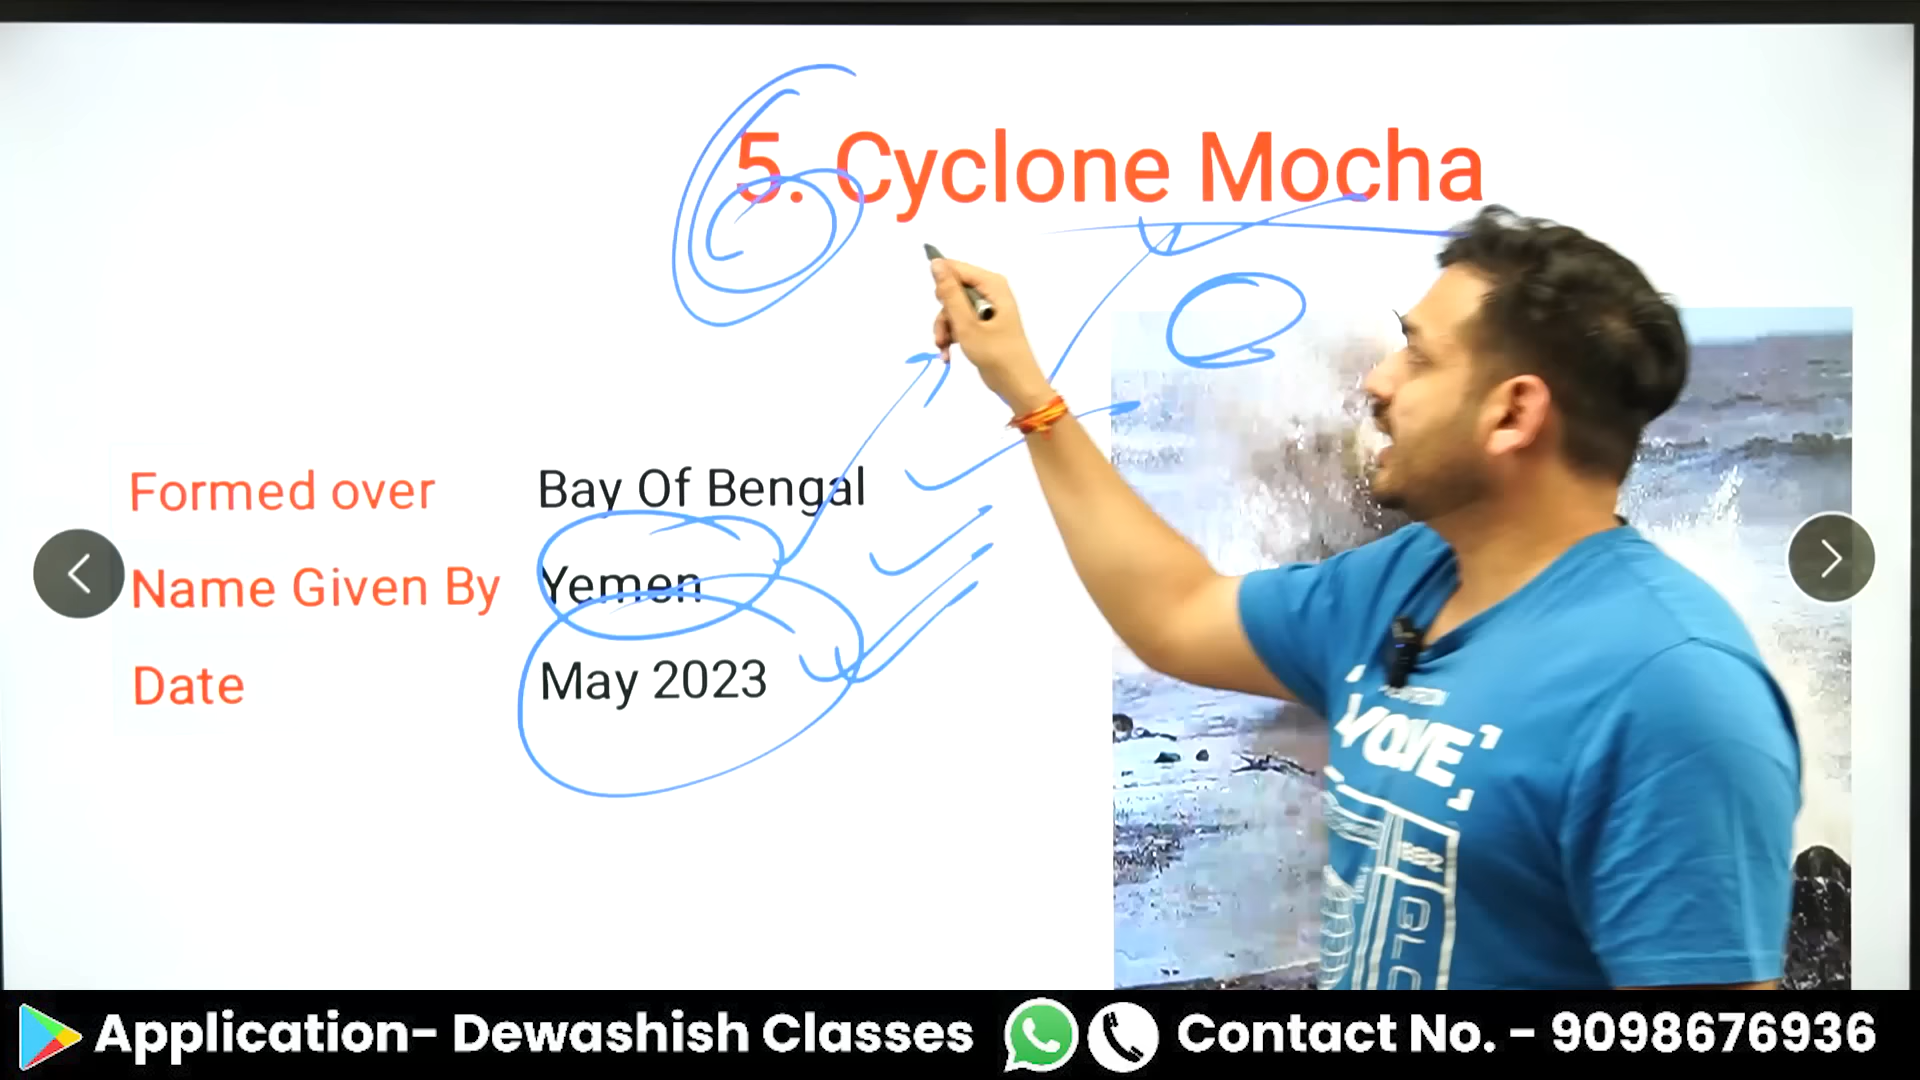 5. Cyclone Mocha
Formed over Bay Of Bengal
Name Given By Yemen
Date May 2023
VOLVE
Application- Dewashish Classes Contact No. - 9098676936